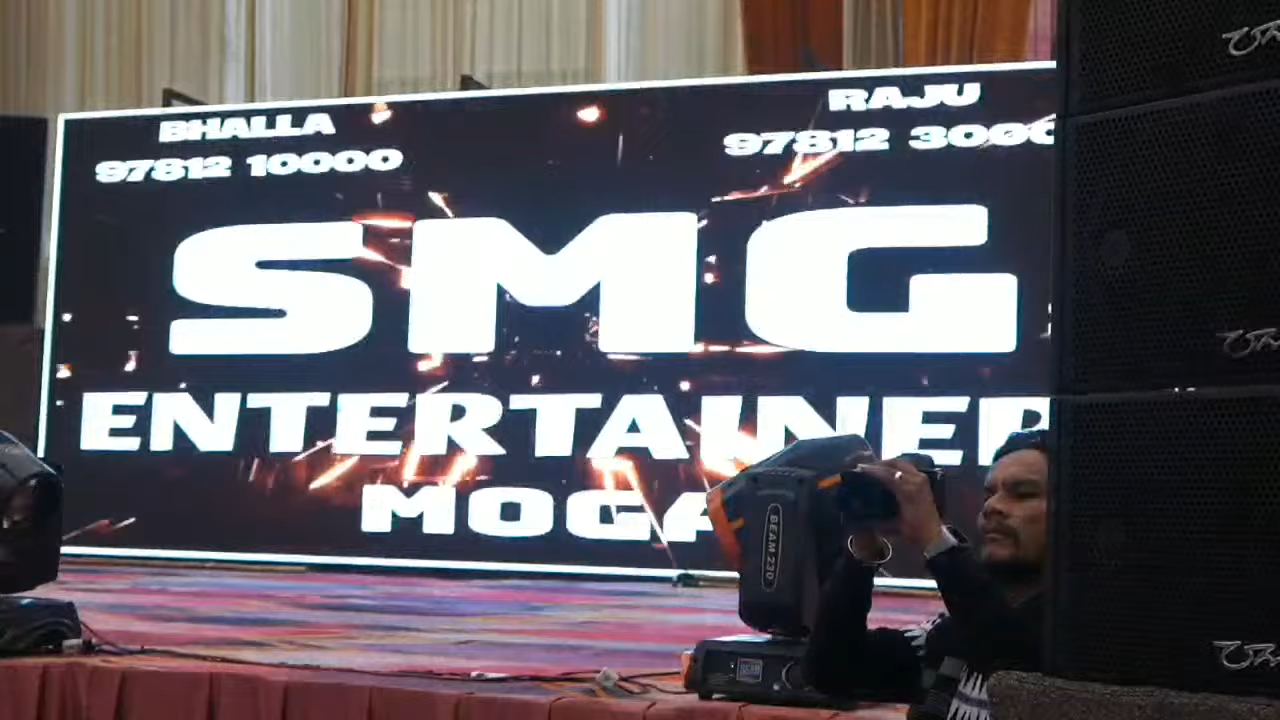 BHALLA
97812 10000
RAJU
97812 3000
SMG
ENTERTAINER
MOGA
BEAM 230